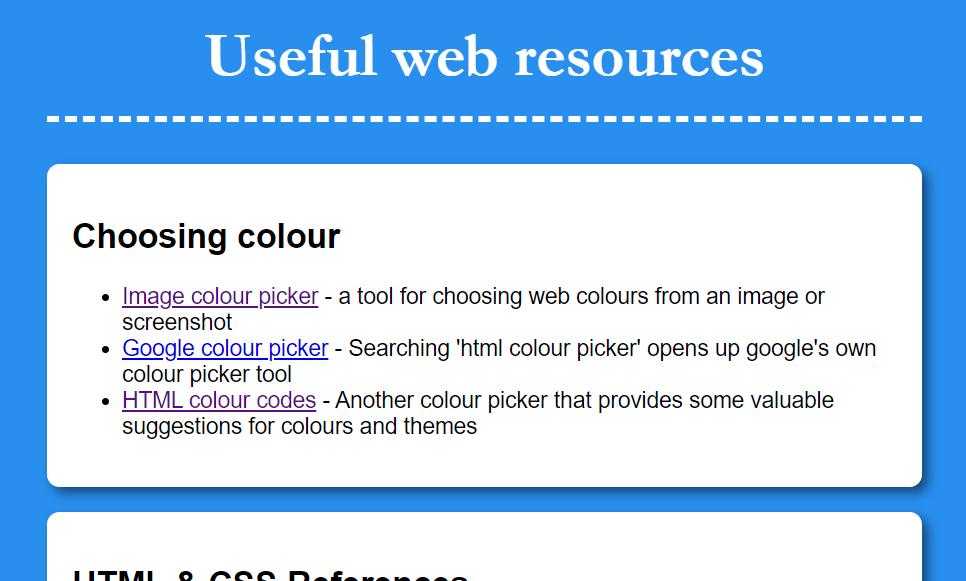 Useful web resources
Choosing colour
Image colour picker - a tool for choosing web colours from an image or
screenshot
Google colour picker - Searching 'html colour picker' opens up google's own
colour picker tool
HTML colour codes - Another colour picker that provides some valuable
suggestions for colours and themes
HTML & CSS References